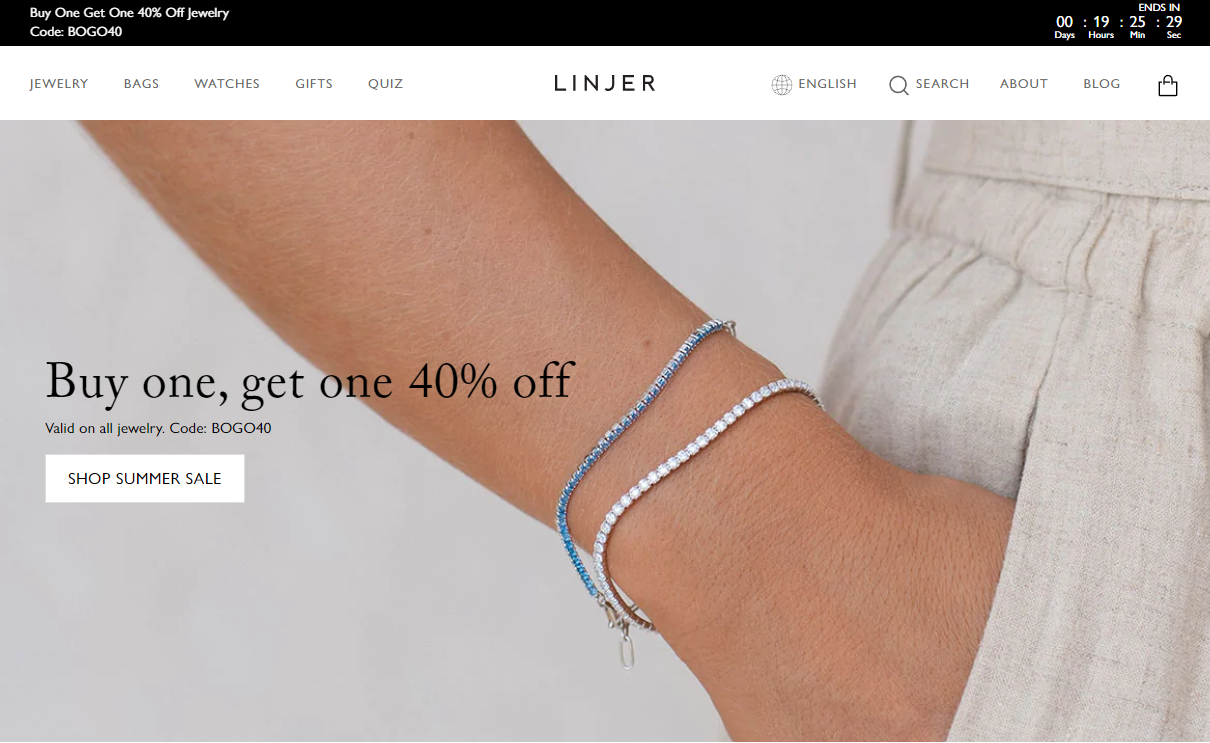 Buy One Get One 40% Off Jewelry
Code: BOGO40
ENDS IN
00 : 19 : 25 : 29
Days Hours Min Sec
JEWELRY BAGS WATCHES GIFTS QUIZ LINJER ENGLISH SEARCH ABOUT BLOG
Buy one, get one 40% off
Valid on all jewelry. Code: BOGO40
SHOP SUMMER SALE